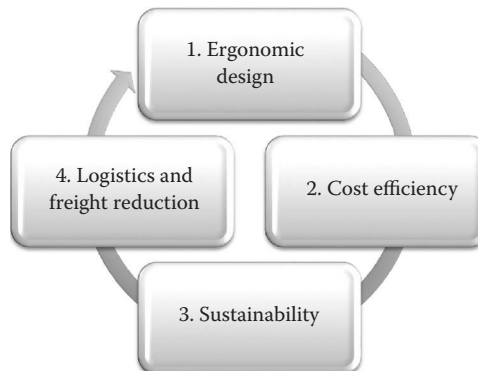 1. Ergonomic
design
2. Cost efficiency
3. Sustainability
4. Logistics and
freight reduction